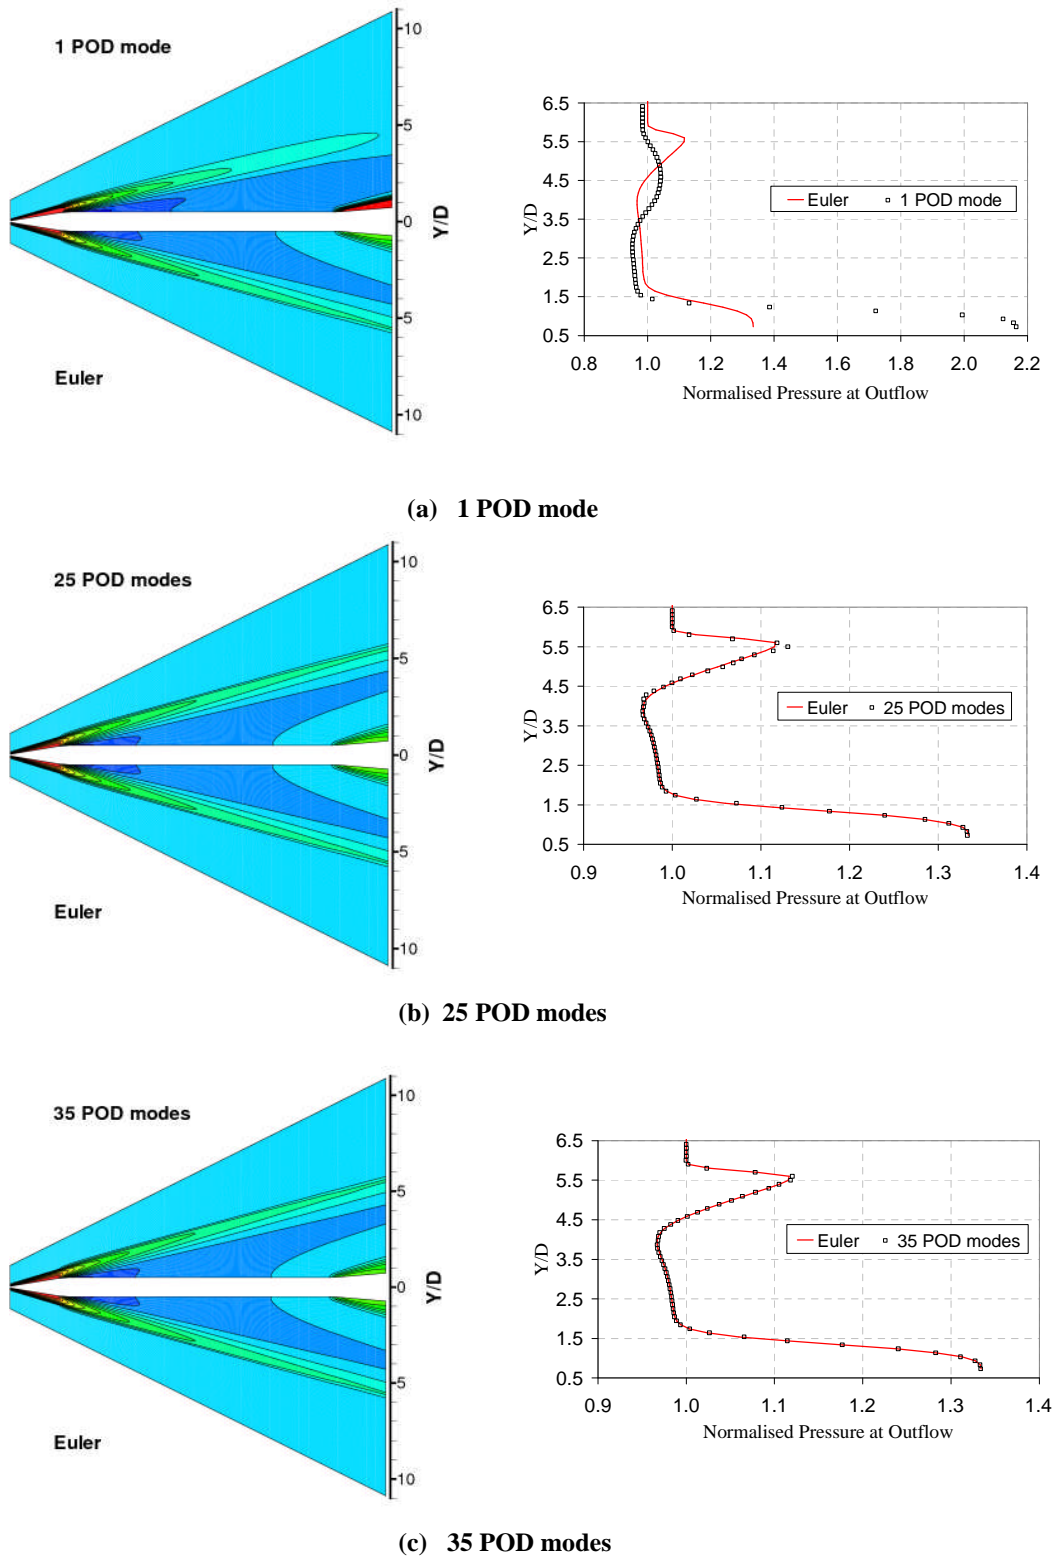 1 POD mode
10
5
0
5
10
Y/D
Euler
6.5
5.5
4.5
3.5
2.5
1.5
0.5
Y/D
Euler 1 POD mode
0.8 1.0 1.2 1.4 1.6 1.8 2.0 2.2
Normalised Pressure at Outflow
(a) 1 POD mode
25 POD modes
10
5
0
5
10
Y/D
Euler
6.5
5.5
4.5
3.5
2.5
1.5
0.5
Y/D
Euler 25 POD modes
0.9 1.0 1.1 1.2 1.3 1.4
Normalised Pressure at Outflow
(b) 25 POD modes
35 POD modes
10
5
0
5
10
Y/D
Euler
6.5
5.5
4.5
3.5
2.5
1.5
0.5
Y/D
Euler 35 POD modes
0.9 1.0 1.1 1.2 1.3 1.4
Normalised Pressure at Outflow
(c) 35 POD modes